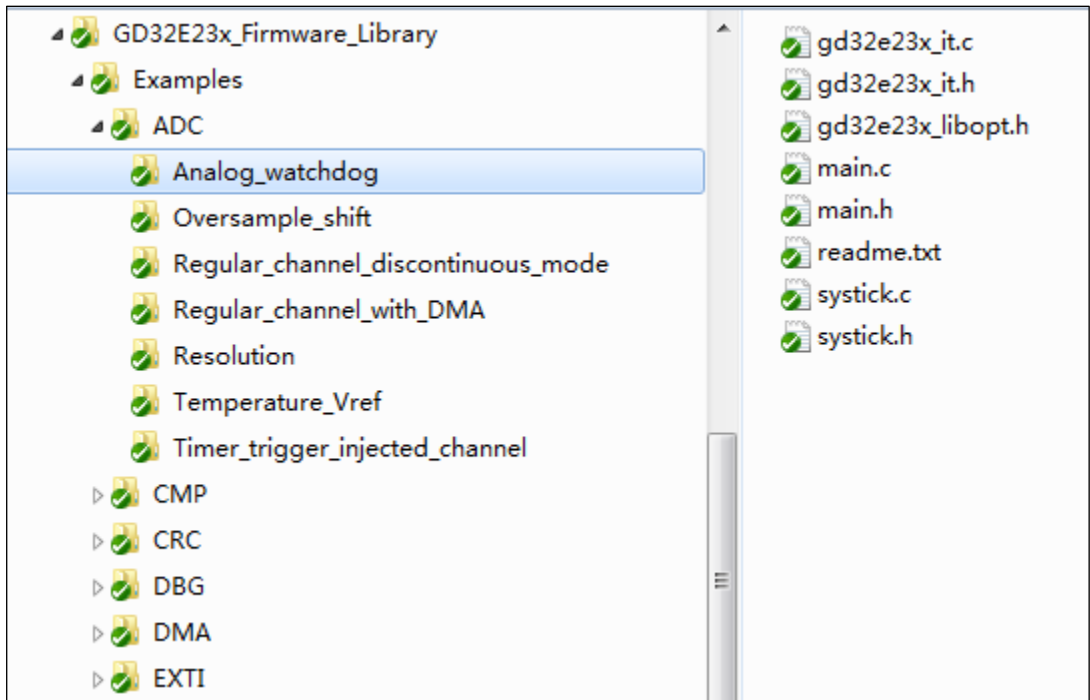 GD32E23x_Firmware_Library
Examples
ADC
Analog_watchdog
Oversample_shift
Regular_channel_discontinuous_mode
Regular_channel_with_DMA
Resolution
Temperature_Vref
Timer_trigger_injected_channel
CMP
CRC
DBG
DMA
EXTI
gd32e23x_it.c
gd32e23x_it.h
gd32e23x_libopt.h
main.c
main.h
readme.txt
systick.c
systick.h